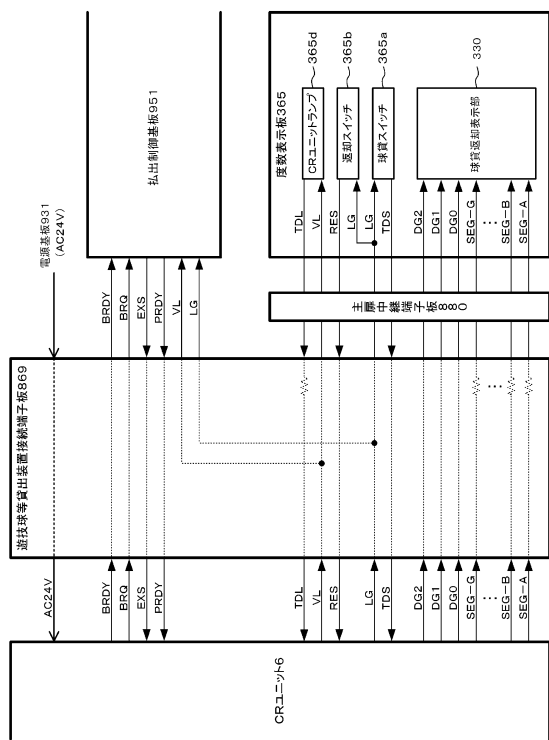 電源基板931
(AC24V)
払出制御基板951
度数表示板365
CRユニットランプ
365d
返却スイッチ
365b
球貸スイッチ
365a
球貸返却表示部
330
BRDY
BRQ
EXS
PRDY
VL
LG
TDL
VL
RES
LG
LG
TDS
DG2
DG1
DG0
SEG-G
SEG-B
SEG-A
主扉中継端子板880
遊技球等貸出装置接続端子板869
AC24V
BRDY
BRQ
EXS
PRDY
TDL
VL
RES
LG
TDS
DG2
DG1
DG0
SEG-G
SEG-B
SEG-A
CRユニット6